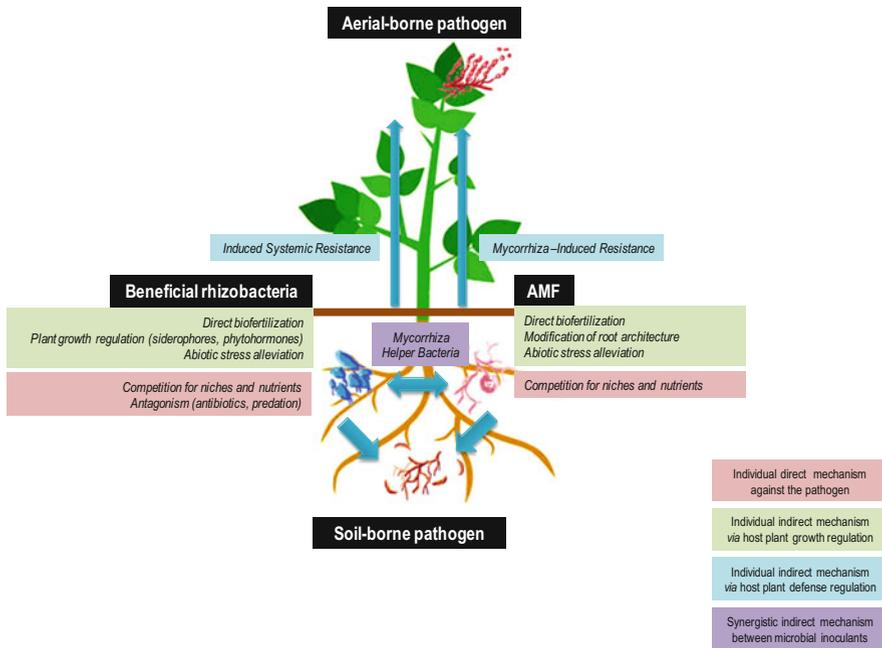 Aerial-borne pathogen
Induced Systemic Resistance
Mycorrhiza–Induced Resistance
Beneficial rhizobacteria
AMF
Direct biofertilization
Plant growth regulation (siderophores, phytohormones)
Abiotic stress alleviation
Mycorrhiza
Helper Bacteria
Direct biofertilization
Modification of root architecture
Abiotic stress alleviation
Competition for niches and nutrients
Antagonism (antibiotics, predation)
Competition for niches and nutrients
Soil-borne pathogen
Individual direct mechanism
against the pathogen
Individual indirect mechanism
via host plant growth regulation
Individual indirect mechanism
via host plant defense regulation
Synergistic indirect mechanism
between microbial inoculants